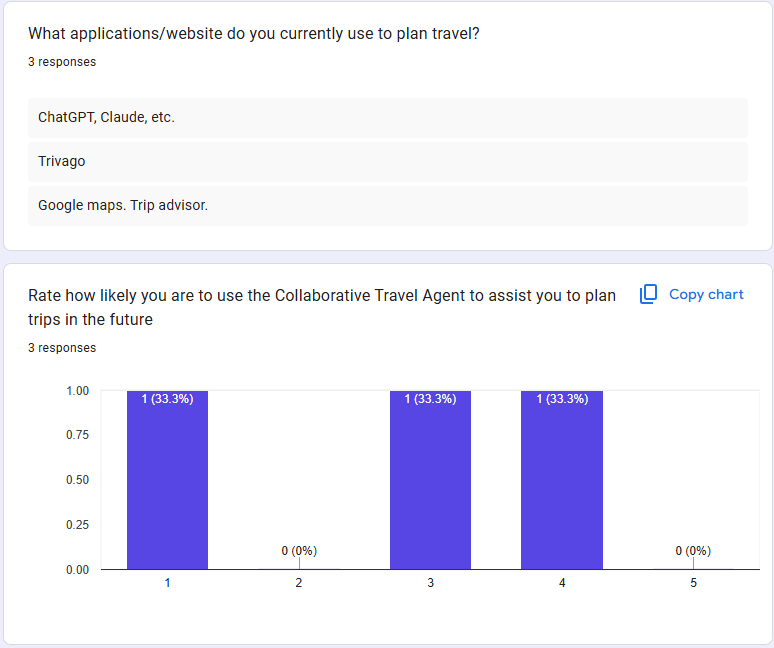 What applications/website do you currently use to plan travel?
3 responses
ChatGPT, Claude, etc.
Trivago
Google maps. Trip advisor.
Rate how likely you are to use the Collaborative Travel Agent to assist you to plan
trips in the future
Copy chart
3 responses
1.00
0.75
0.50
0.25
0.00
1 (33.3%)
0 (0%)
1 (33.3%)
1 (33.3%)
0 (0%)
1
2
3
4
5